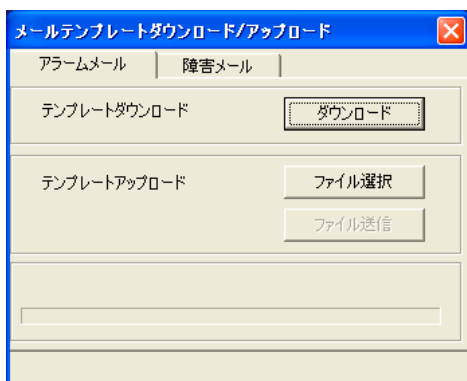 メールテンプレートダウンロード/アップロード
アラームメール 障害メール
テンプレートダウンロード ダウンロード
テンプレートアップロード ファイル選択
ファイル送信